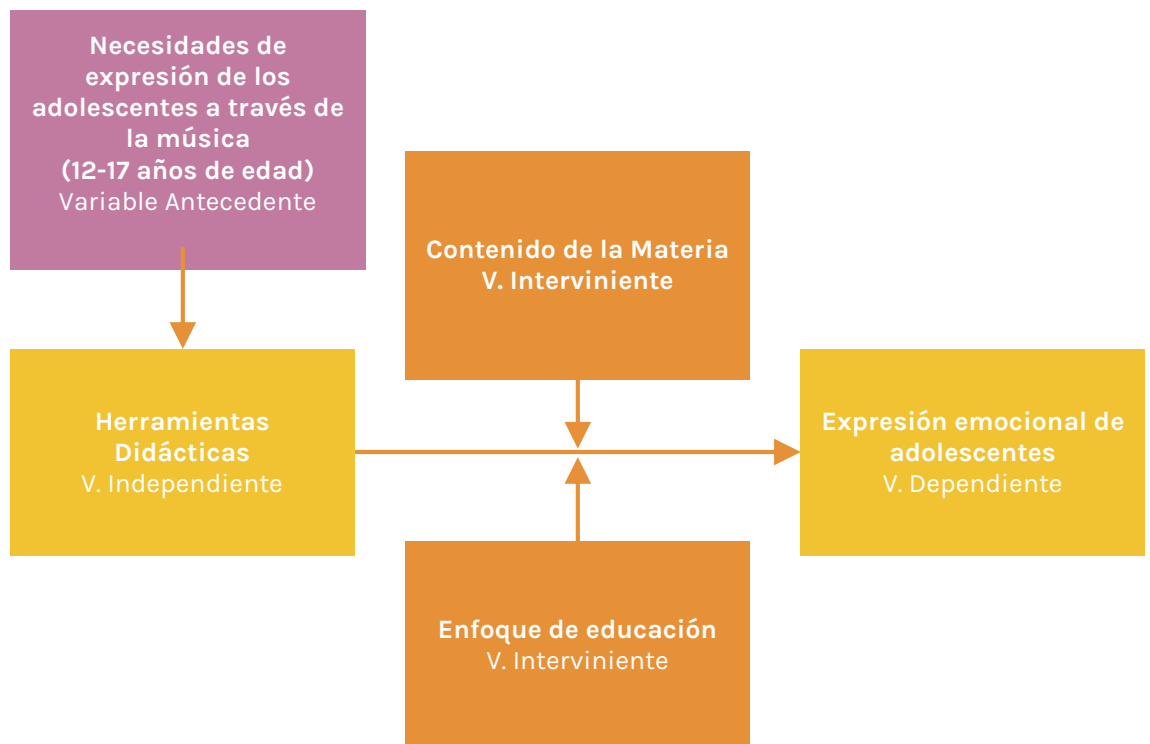 Necesidades de
expresión de los
adolescentes a través de
la música
(12-17 años de edad)
Variable Antecedente
Contenido de la Materia
V. Interviniente
Herramientas
Didácticas
V. Independiente
Expresión emocional de
adolescentes
V. Dependiente
Enfoque de educación
V. Interviniente